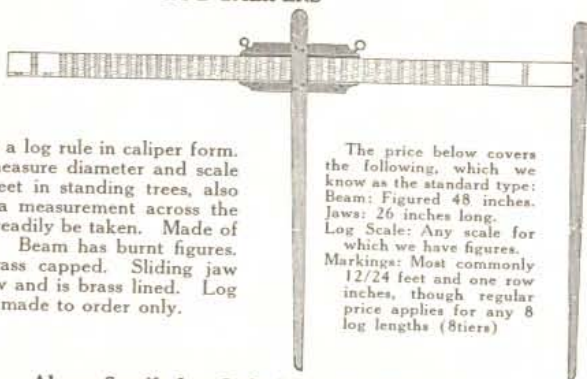 a log rule in caliper form.
easure diameter and scale
eet in standing trees, also
a measurement across the
readily be taken. Made of
Beam has burnt figures.
ass capped. Sliding jaw
w and is brass lined. Log
made to order only.
The price below covers
the following, which we
know as the standard type:
Beam: Figured 48 inches.
Jaws: 26 inches long.
Log Scale: Any scale for
which we have figures.
Markings: Most commonly
12/24 feet and one row
inches, though regular
price applies for any 8
log lengths (8tiers)